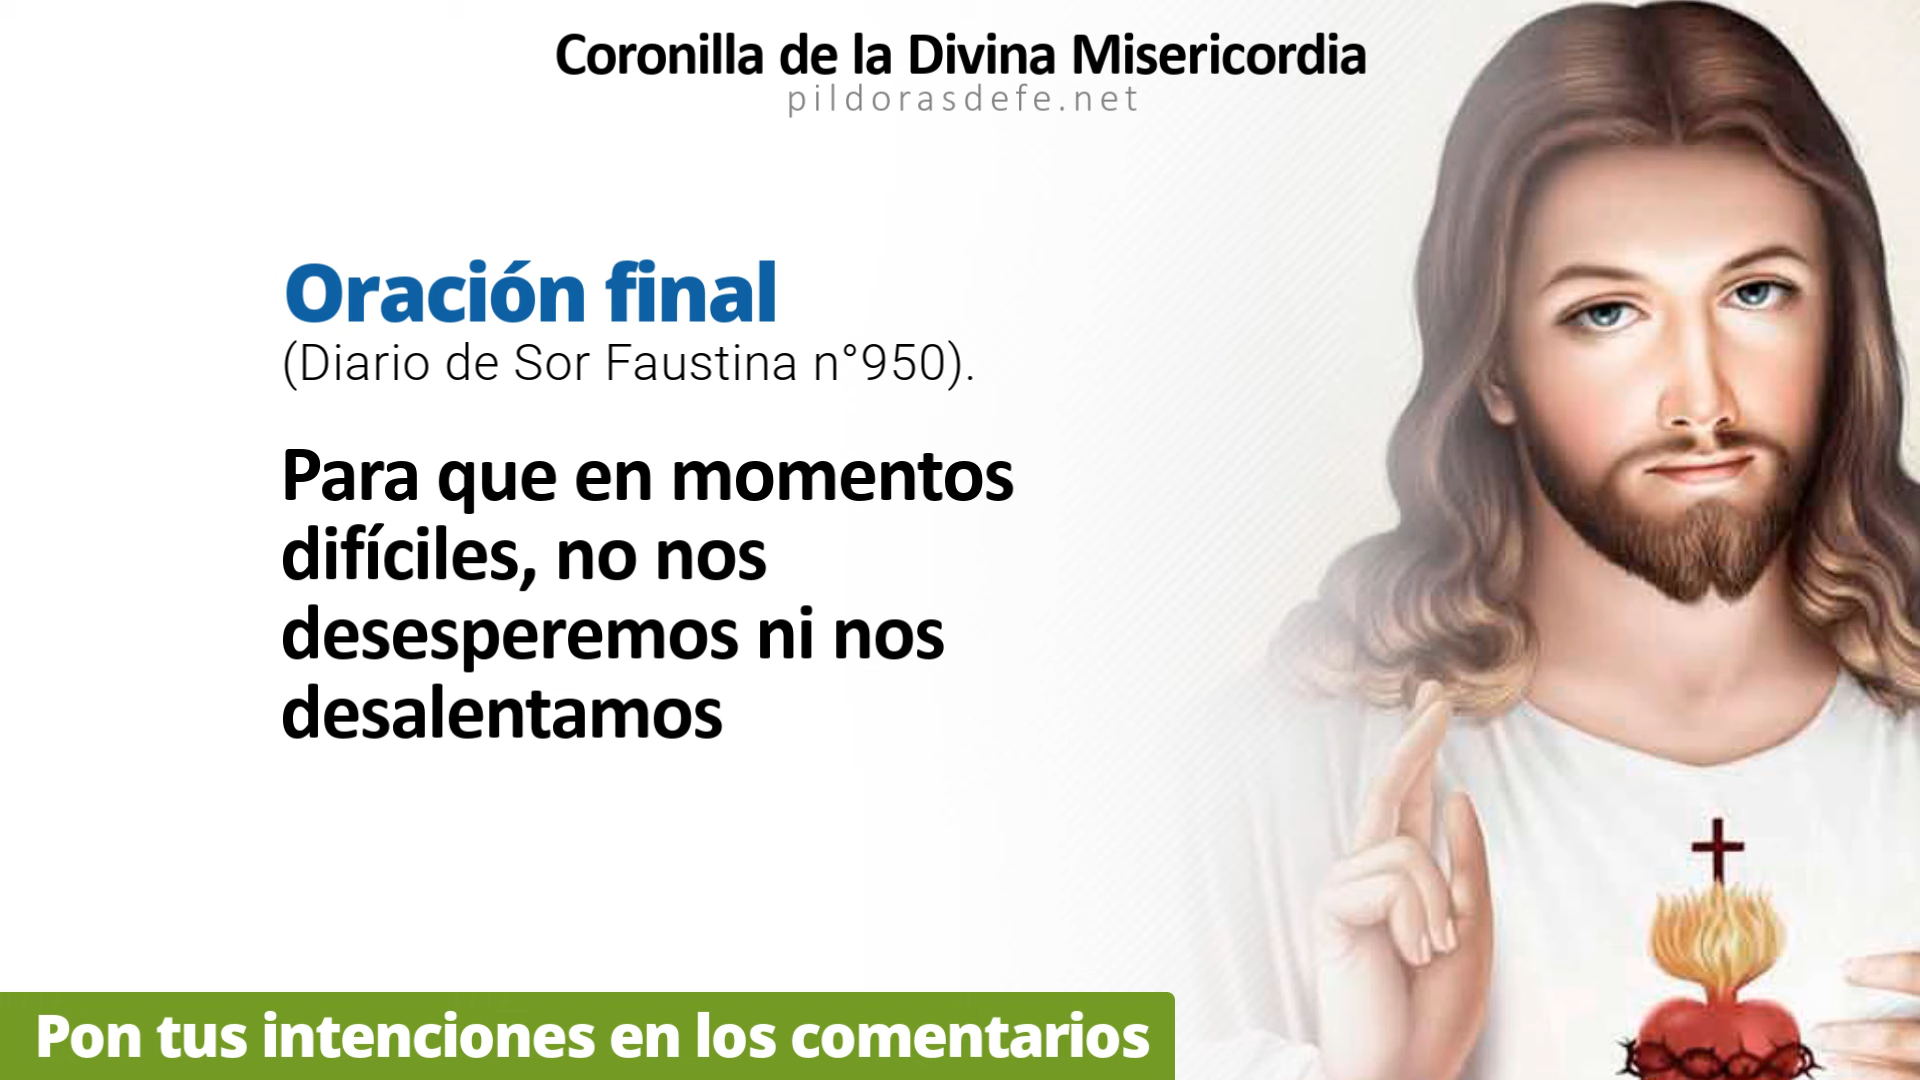 Coronilla de la Divina Misericordia
pildorasdefe.net
Oración final
(Diario de Sor Faustina n°950).
Para que en momentos
difíciles, no nos
desesperemos ni nos
desalentamos
Pon tus intenciones en los comentarios